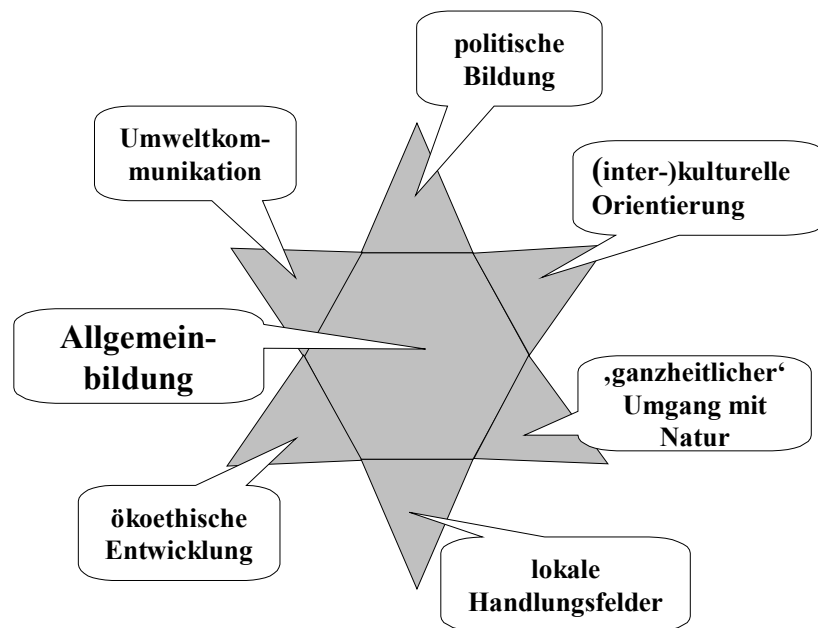 politische
Bildung
Umweltkom-
munikation
(inter-)kulturelle
Orientierung
Allgemein-
bildung
‚ganzheitlicher‘
Umgang mit
Natur
ökoethische
Entwicklung
lokale
Handlungsfelder